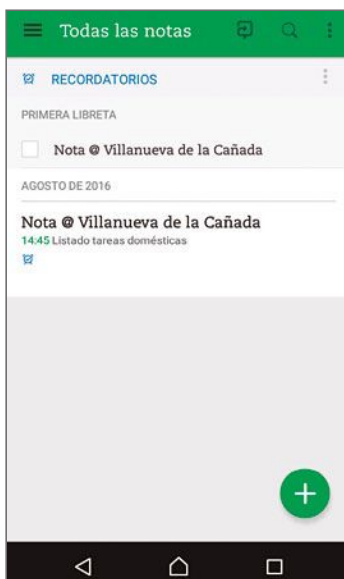 Todas las notas
RECORDATORIOS
PRIMERA LIBRETA
Nota @ Villanueva de la Cañada
AGOSTO DE 2016
Nota @ Villanueva de la Cañada
14:45 Listado tareas domésticas